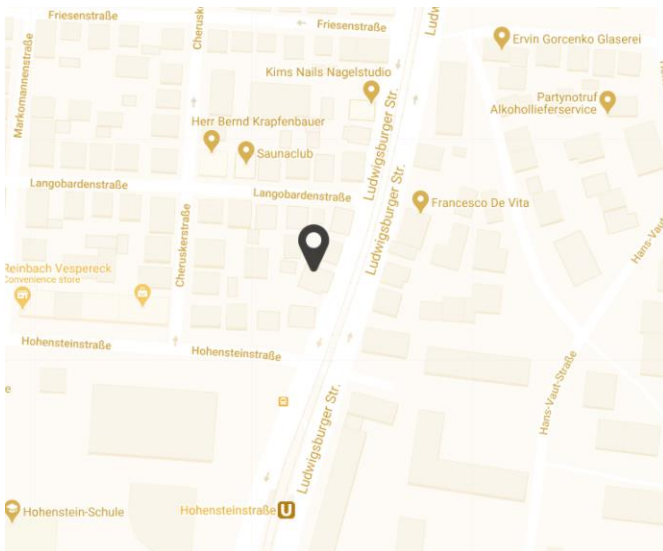 Friesenstraße
Friesenstraße
Cherusk
Ludw
Ervin Gorcenko Glaserei
Markomannenstraße
Kims Nails Nagelstudio
Partynotruf
Alkohollieferservice
Ludwigsburger Str.
Herr Bernd Krapfenbauer
Saunaclub
Langobardenstraße
Langobardenstraße
Francesco De Vita
Ludwigsburger Str.
Cheruskerstraße
Hans-Vaut-
Reinbach Vespereck
Convenience store
Hohensteinstraße
Hohensteinstraße
Hans-Vaut-Straße
e
Ludwigsburger Str.
Hohenstein-Schule
Hohensteinstraße U